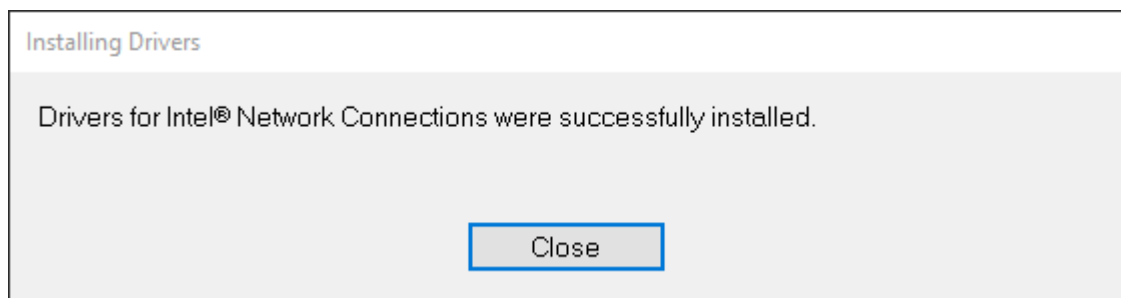 Installing Drivers
Drivers for Intel® Network Connections were successfully installed.
Close